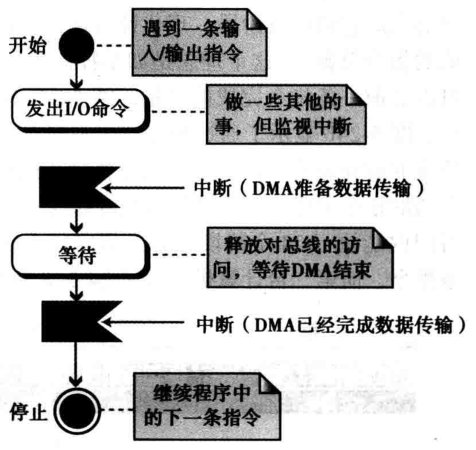 开始
遇到一条输
入/输出指令
发出I/O命令
做一些其他的
事，但监视中断
中断（DMA准备数据传输）
等待
释放对总线的访
问，等待DMA结束
中断（DMA已经完成数据传输）
停止
继续程序中
的下一条指令